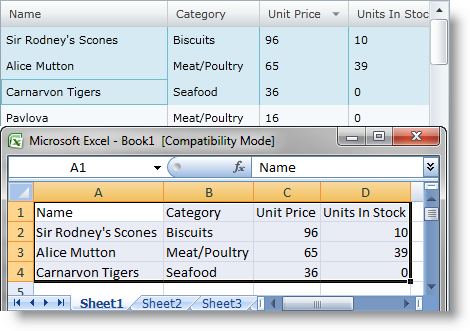 Name Category Unit Price Units In Stoc
Sir Rodney's Scones Biscuits 96 10
Alice Mutton Meat/Poultry 65 39
Carnarvon Tigers Seafood 36 0
Pavlova Meat/Poultry 16 0
Microsoft Excel - Book1 [Compatibility Mode]
A1 fx Name
A B C D
1 Name Category Unit Price Units In Stock
2 Sir Rodney's Scones Biscuits 96 10
3 Alice Mutton Meat/Poultry 65 39
4 Carnarvon Tigers Seafood 36 0
5
Sheet1 Sheet2 Sheet3